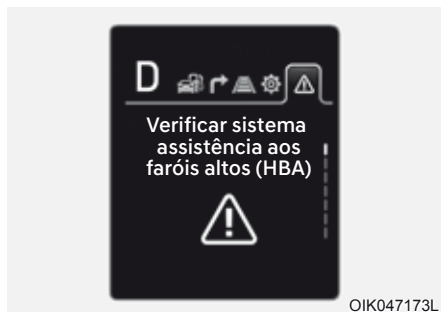 D
Verificar sistema
assistência aos
faróis altos (HBA)
OIK047173L